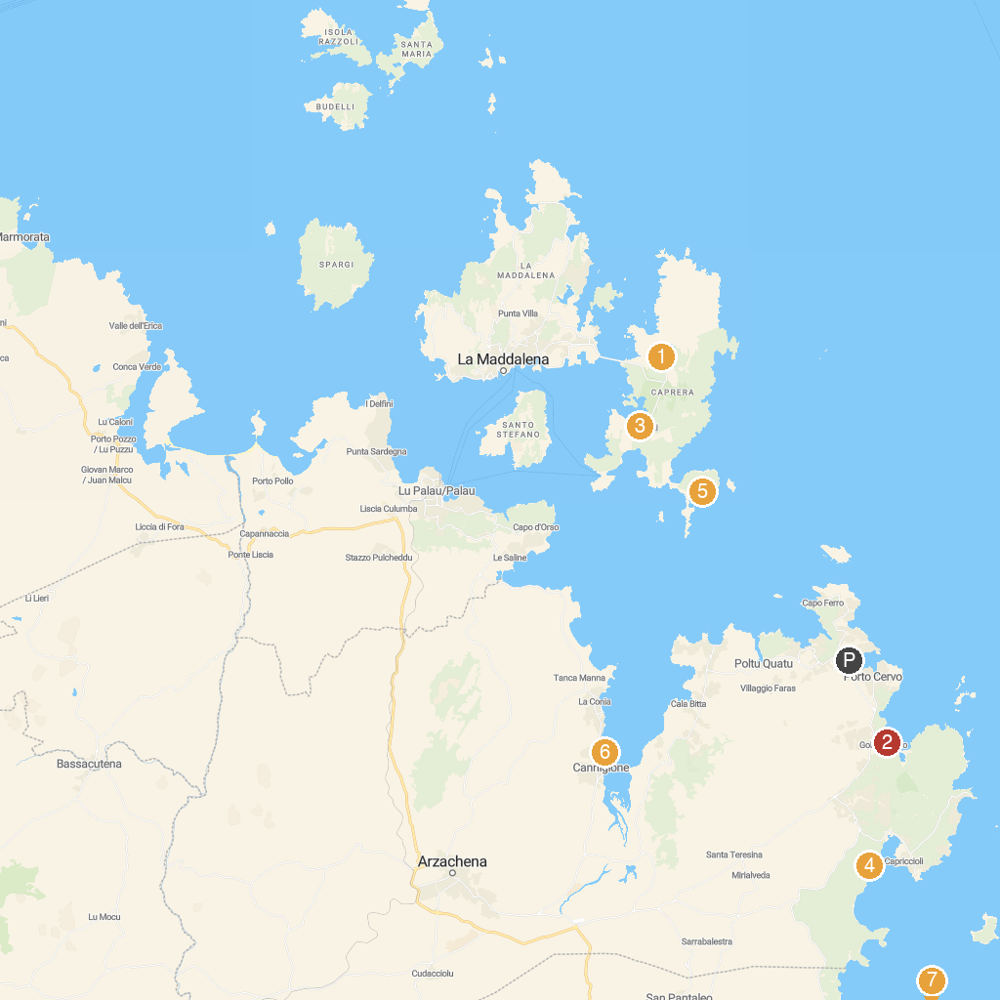 ISOLA
RAZZOLI
SANTA
MARIA
BUDELLI
Marmorata
SPARGI
LA
MADDALENA
Punta Villa
Valle dell'Erica
La Maddalena
1
Conca Verde
CAPRERA
I Delfini
Lu Caloni
SANTO
STEFANO
3
Porto Pozzo
/ Lu Puzzu
Punta Sardegna
Giovan Marco
/ Juan Malcu
Porto Pollo
Lu Palau/Palau
5
Liscia Culumba
Liccia di Fora
Capannaccia
Capo d'Orso
Ponte Liscia
Stazzo Pulcheddu
Le Saline
Li Lieri
Capo Ferro
P
Poltu Quatu
Porto Cervo
Tanca Manna
Villaggio Faras
La Conia
Cala Bitta
2
6
Bassacutena
Cannigione
Arzachena
Santa Teresina
4
Capriccioli
Mirialveda
Lu Mocu
Sarrabalestra
Cudacciolu
7
San Pantaleo